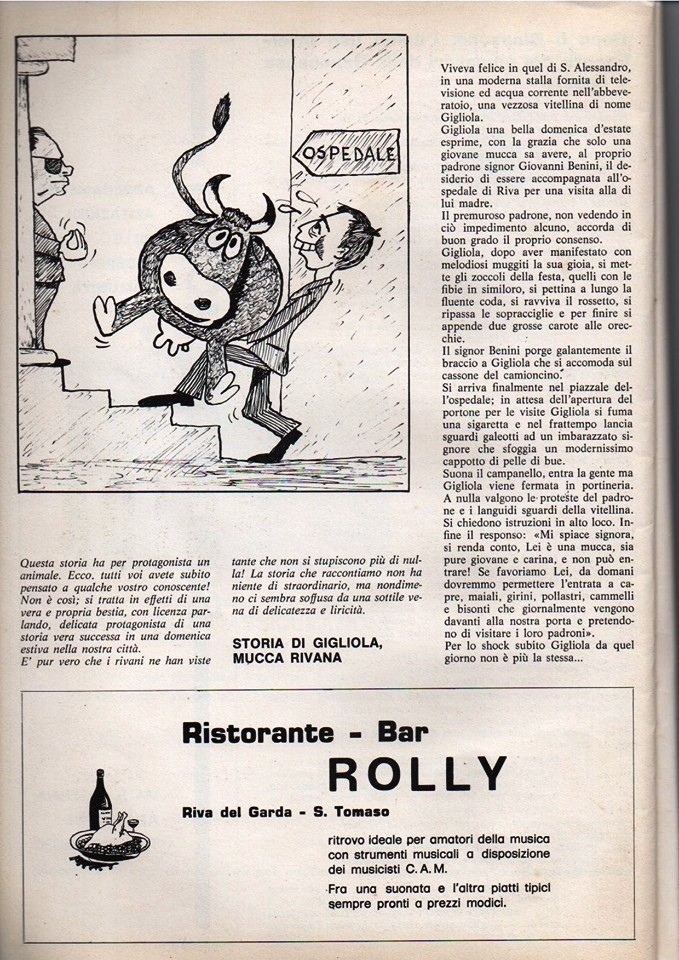 OSPEDALE
Questa storia ha per protagonista un
animale. Ecco, tutti voi avete subito
pensato a qualche vostro conoscente!
Non è così; si tratta in effetti di una
vera e propria bestia, con licenza par-
lando, delicata protagonista di una
storia vera successa in una domenica
estiva nella nostra città.
E' pur vero che i rivani ne han viste
tante che non si stupiscono più di nul-
la! La storia che raccontiamo non ha
niente di straordinario, ma nondime-
no ci sembra soffusa da una sottile ve-
na di delicatezza e liricità.
STORIA DI GIGLIOLA,
MUCCA RIVANA
Viveva felice in quel di S. Alessandro,
in una moderna stalla fornita di tele-
visione ed acqua corrente nell'abbeve-
ratoio, una vezzosa vitellina di nome
Gigliola.
Gigliola una bella domenica d'estate
esprime, con la grazia che solo una
giovane mucca sa avere, al proprio
padrone signor Giovanni Benini, il de-
siderio di essere accompagnata all'o-
spedale di Riva per una visita alla di
lui madre.
Il premuroso padrone, non vedendo in
ciò impedimento alcuno, accorda di
buon grado il proprio consenso.
Gigliola, dopo aver manifestato con
melodiosi muggiti la sua gioia, si met-
te gli zoccoli della festa, quelli con le
fibie in similoro, si pettina a lungo la
fluente coda, si ravviva il rossetto, si
ripassa le sopracciglie e per finire si
appende due grosse carote alle orec-
chie.
Il signor Benini porge galantemente il
braccio a Gigliola che si accomoda sul
cassone del camioncino.
Si arriva finalmente nel piazzale del-
l'ospedale; in attesa dell'apertura del
portone per le visite Gigliola si fuma
una sigaretta e nel frattempo lancia
sguardi galeotti ad un imbarazzato si-
gnore che sfoggia un modernissimo
cappotto di pelle di bue.
Suona il campanello, entra la gente ma
Gigliola viene fermata in portineria.
A nulla valgono le proteste del padro-
ne e i languidi sguardi della vitellina.
Si chiedono istruzioni in alto loco. In-
fine il responso: «Mi spiace signora,
si renda conto, Lei è una mucca, sia
pure giovane e carina, e non può en-
trare! Se favoriamo Lei, da domani
dovremmo permettere l'entrata a ca-
pre, maiali, girini, pollastri, cammelli
e bisonti che giornalmente vengono
davanti alla nostra porta e pretendo-
no di visitare i loro padroni».
Per lo shock subìto Gigliola da quel
giorno non è più la stessa...
Ristorante - Bar
ROLLY
Riva del Garda - S. Tomaso
ritrovo ideale per amatori della musica
con strumenti musicali a disposizione
dei musicisti C.A.M.
Fra una suonata e l'altra piatti tipici
sempre pronti a prezzi modici.